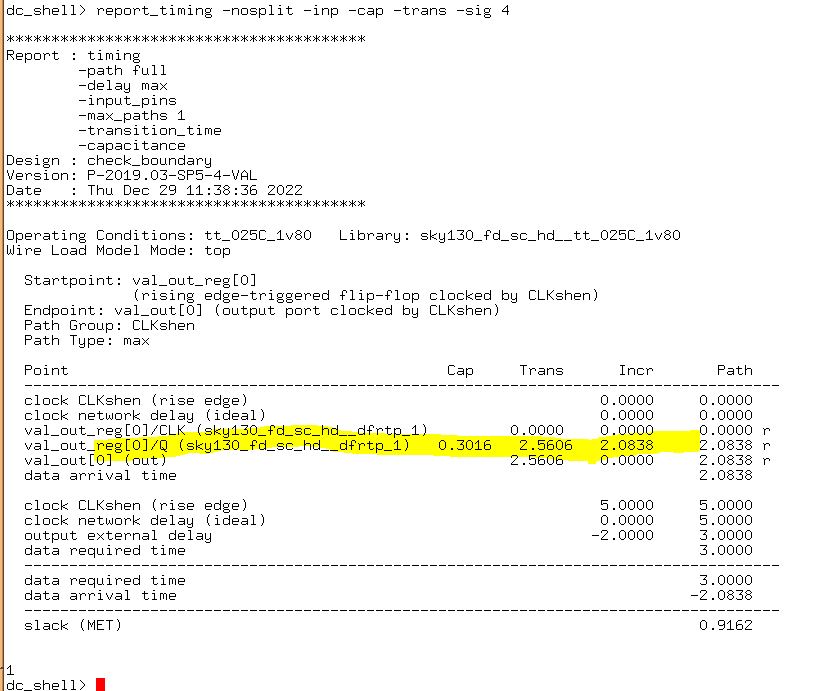 dc_shell> report_timing -nosplit -inp -cap -trans -sig 4
****************************************
Report : timing
-path full
-delay max
-input_pins
-max_paths 1
-transition_time
-capacitance
Design : check_boundary
Version: P-2019.03-SP5-4-VAL
Date   : Thu Dec 29 11:38:36 2022
****************************************
Operating Conditions: tt_025C_1v80   Library: sky130_fd_sc_hd__tt_025C_1v80
Wire Load Model Mode: top
Startpoint: val_out_reg[0]
(rising edge-triggered flip-flop clocked by CLKshen)
Endpoint: val_out[0] (output port clocked by CLKshen)
Path Group: CLKshen
Path Type: max
Point                                          Cap     Trans      Incr       Path
------------------------------------------------------------------------------------
clock CLKshen (rise edge)                                       0.0000     0.0000
clock network delay (ideal)                                     0.0000     0.0000
val_out_reg[0]/CLK (sky130_fd_sc_hd__dfrtp_1)         0.0000    0.0000     0.0000 r
val_out_reg[0]/Q (sky130_fd_sc_hd__dfrtp_1)   0.3016   2.5606    2.0838     2.0838 r
val_out[0] (out)                                      2.5606    0.0000     2.0838 r
data arrival time                                                          2.0838
clock CLKshen (rise edge)                                       5.0000     5.0000
clock network delay (ideal)                                     0.0000     5.0000
output external delay                                          -2.0000     3.0000
data required time                                                         3.0000
------------------------------------------------------------------------------------
data required time                                                         3.0000
data arrival time                                                         -2.0838
------------------------------------------------------------------------------------
slack (MET)                                                                0.9162
1
dc_shell>